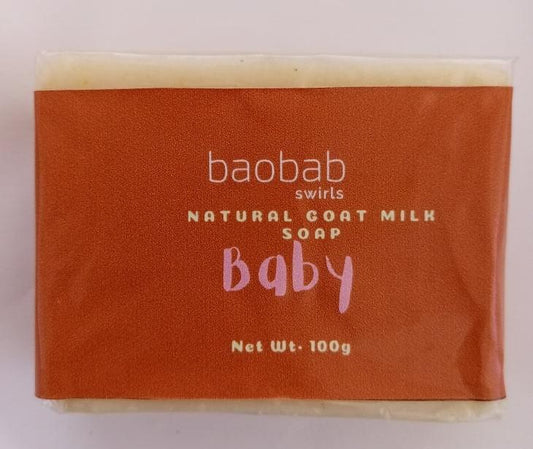 baobab
swirls
NATURAL GOAT MILK
SOAP
Baby
Net Wt. 100g